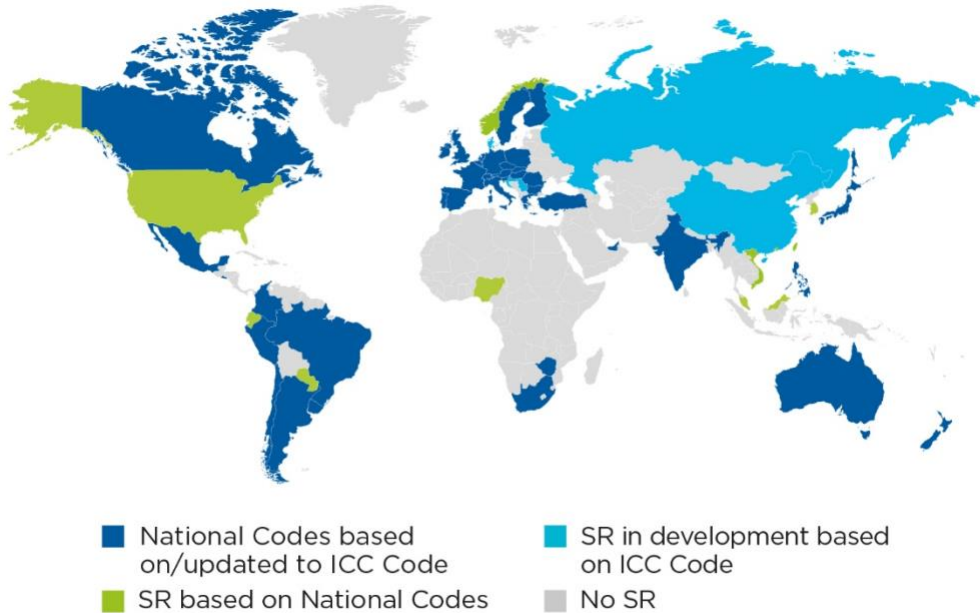 National Codes based
on/updated to ICC Code
SR based on National Codes
SR in development based
on ICC Code
No SR